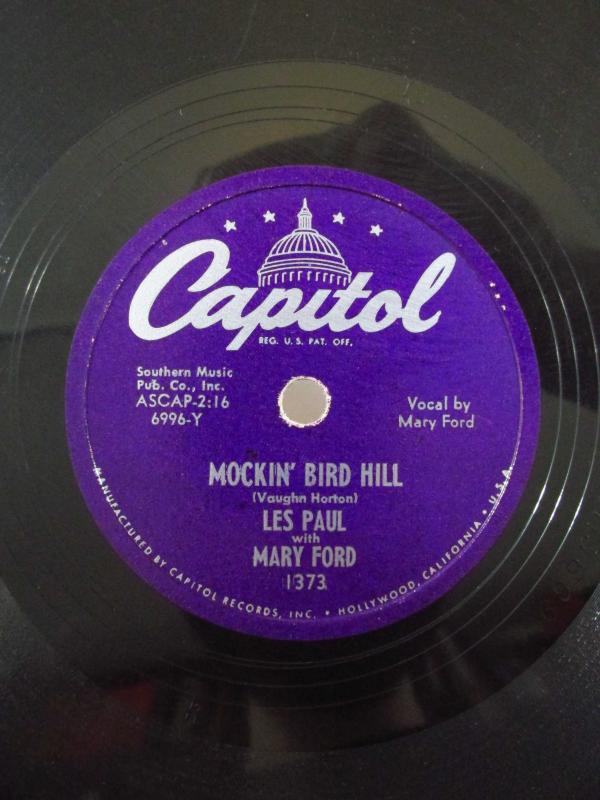 Capitol
REG. U. S. PAT. OFF.
Southern Music
Pub. Co., Inc.
ASCAP-2:16
6996-Y
Vocal by
Mary Ford
MOCKIN' BIRD HILL
(Vaughn Horton)
LES PAUL
with
MARY FORD
1373
MANUFACTURED BY CAPITOL RECORDS, INC. • HOLLYWOOD, CALIFORNIA • U.S.A.